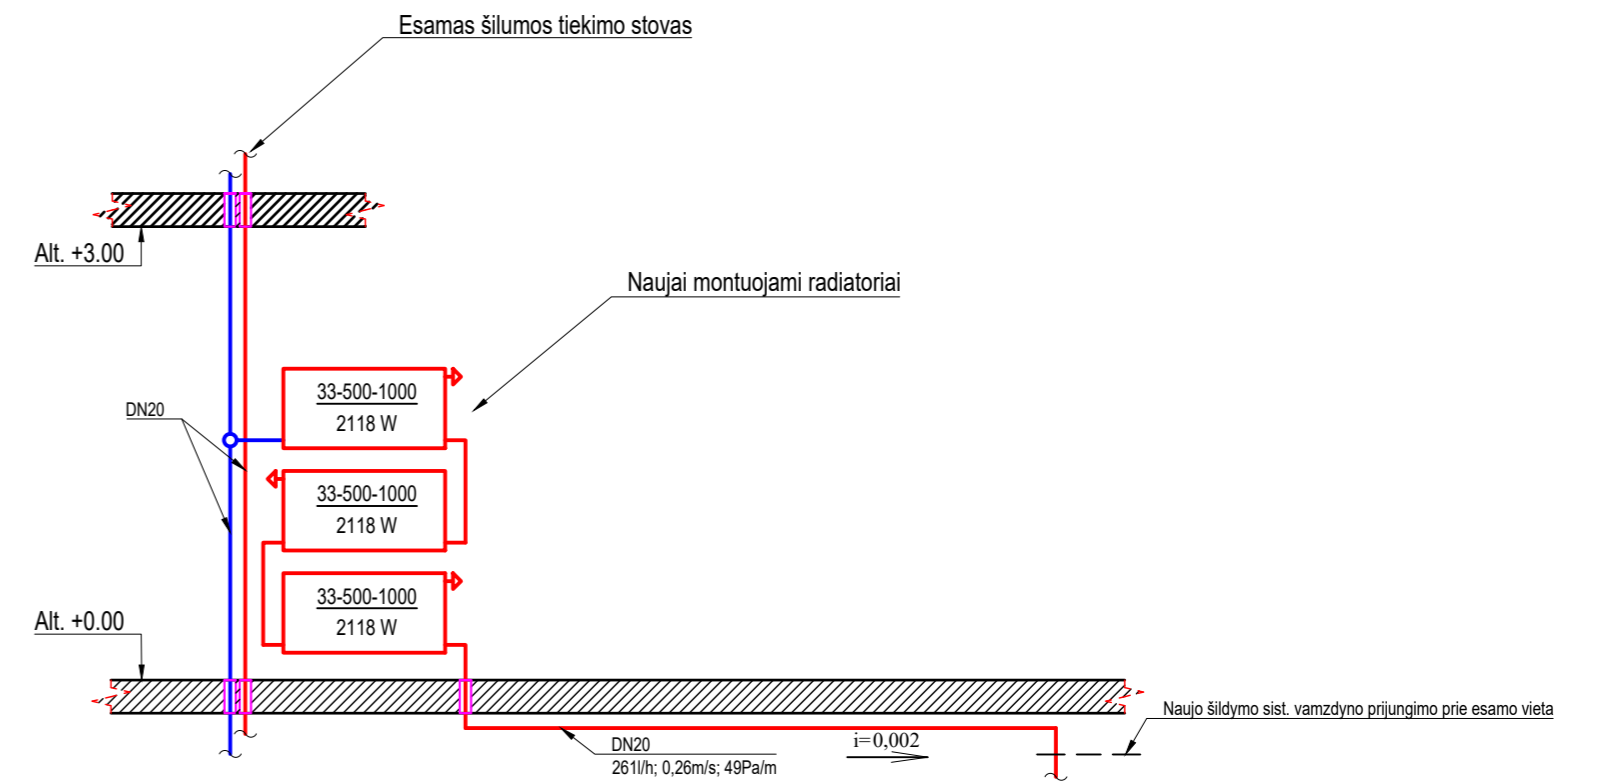 Esamas šilumos tiekimo stovas
Alt. +3.00
Naujai montuojami radiatoriai
33-500-1000
2118 W
DN20
33-500-1000
2118 W
33-500-1000
2118 W
Alt. +0.00
Naujo šildymo sist. vamzdyno prijungimo prie esamo vieta
DN20
261l/h; 0,26m/s; 49Pa/m
i=0,002